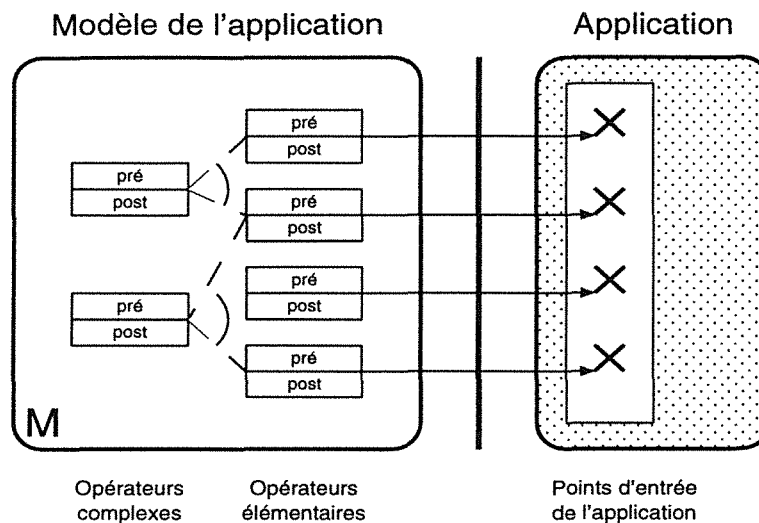 Modèle de l'application
Application
pré
post
pré
post
pré
post
pré
post
pré
post
pré
post
M
Opérateurs
complexes
Opérateurs
élémentaires
Points d'entrée
de l'application